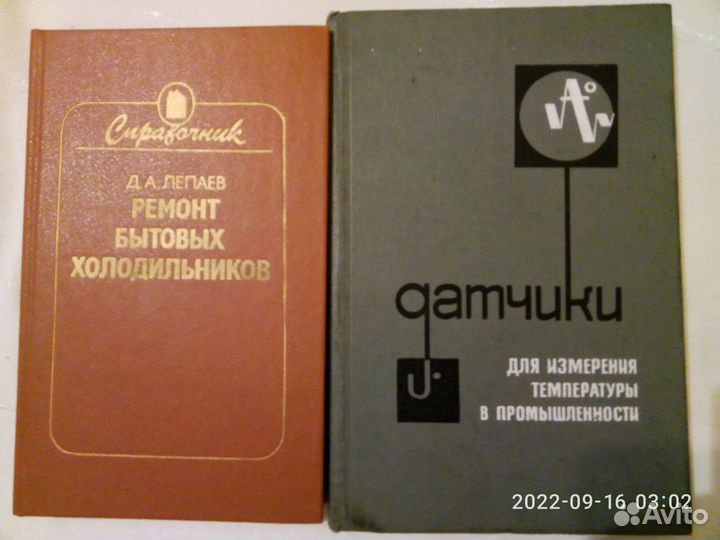 Справочник
Д.А.ЛЕПАЕВ
РЕМОНТ
БЫТОВЫХ
ХОЛОДИЛЬНИКОВ
датчики
ДЛЯ ИЗМЕРЕНИЯ
ТЕМПЕРАТУРЫ
В ПРОМЫШЛЕННОСТИ
2022-09-16 03:02
Avito